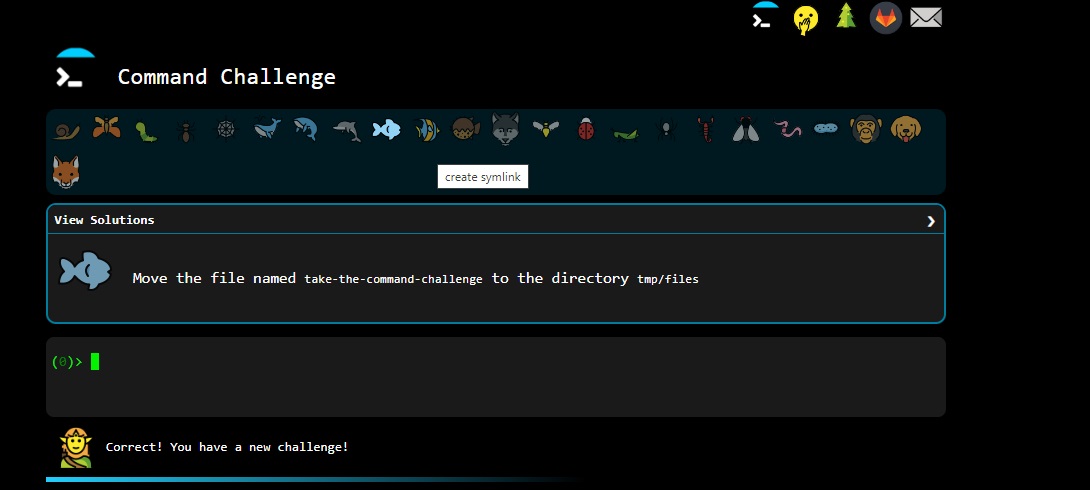 Command Challenge
create symlink
View Solutions
Move the file named take-the-command-challenge to the directory tmp/files
(0)>
Correct! You have a new challenge!